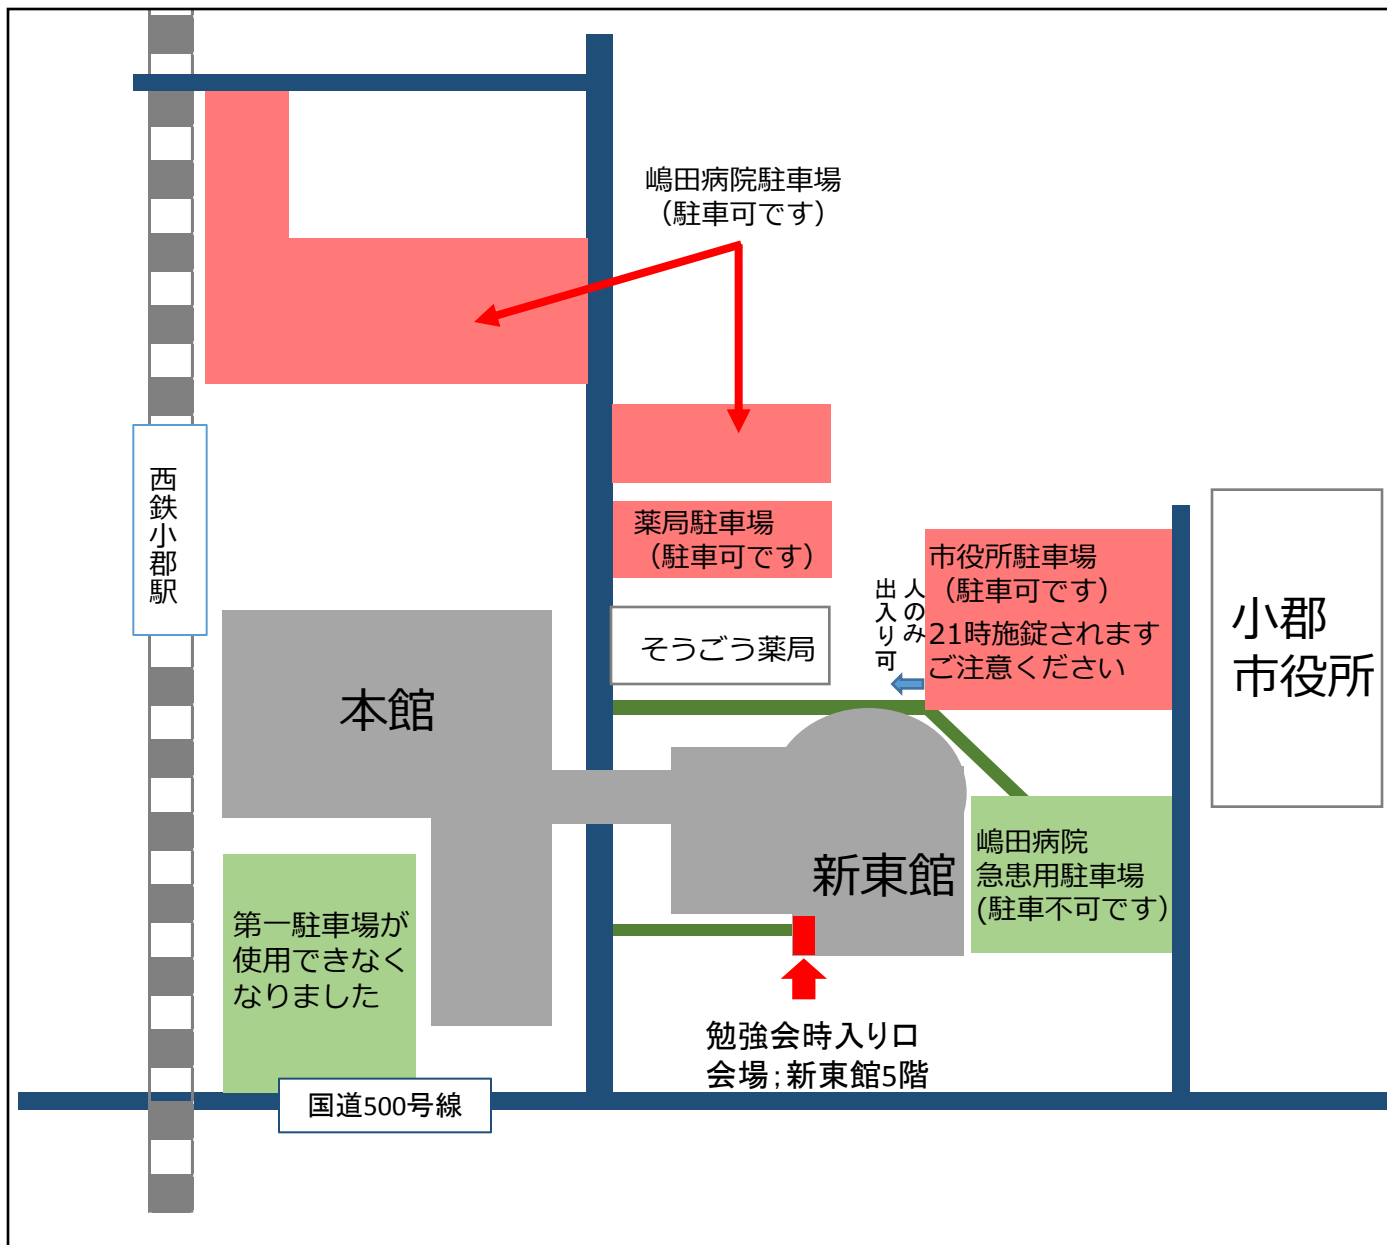 嶋田病院駐車場
（駐車可です）
西鉄小郡駅
薬局駐車場
（駐車可です）
そうごう薬局
人のみ
出入り可
市役所駐車場
（駐車可です）
21時施錠されます
ご注意ください
小郡
市役所
本館
新東館
嶋田病院
急患用駐車場
(駐車不可です）
第一駐車場が
使用できなく
なりました
勉強会時入り口
会場；新東館5階
国道500号線